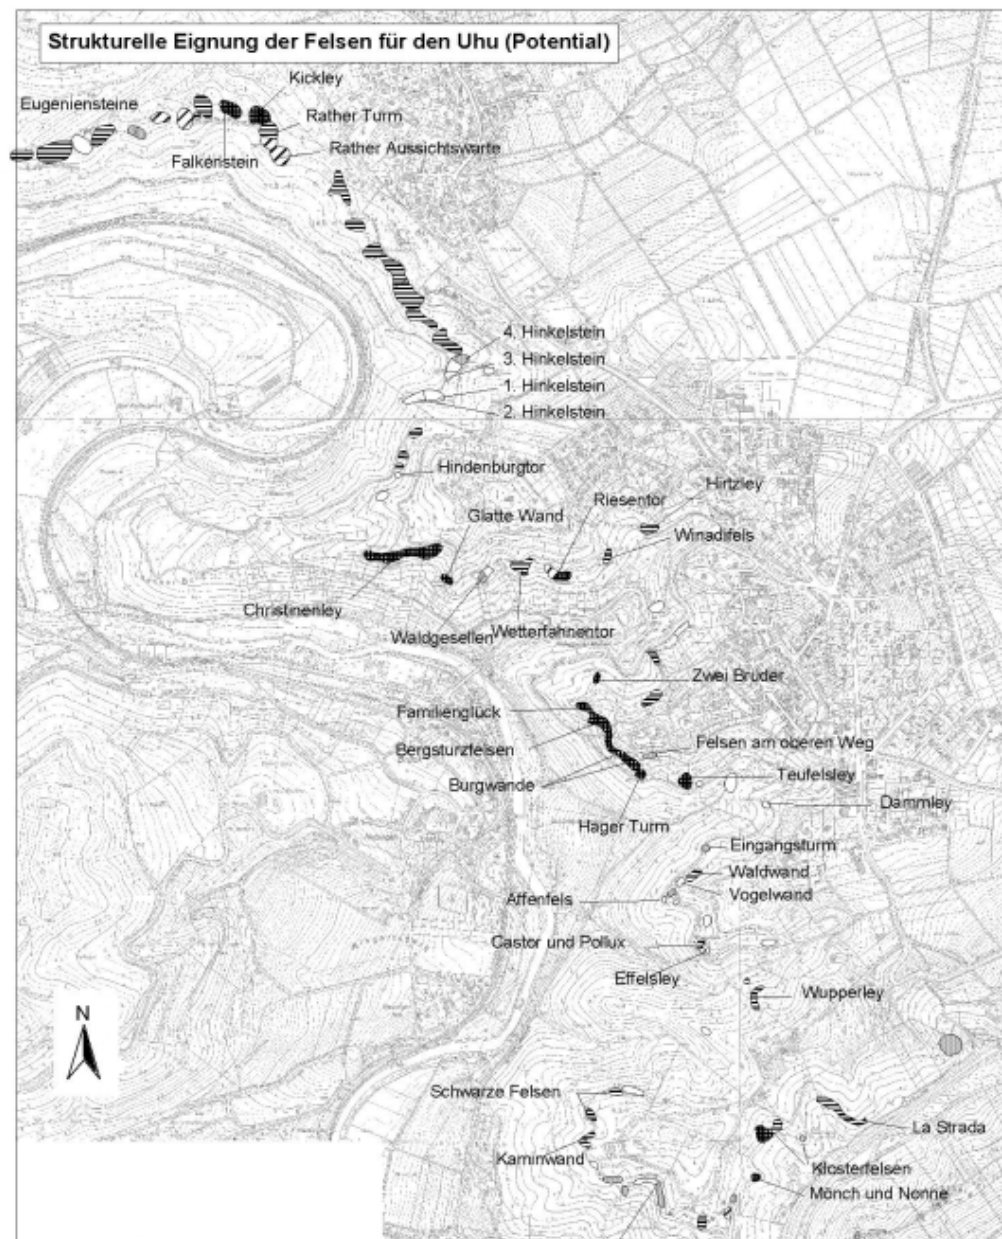 Strukturelle Eignung der Felsen für den Uhu (Potential)
Kickley
Eugeniensteine
Rather Turm
Falkenstein
Rather Aussichtswarte
4. Hinkelstein
3. Hinkelstein
1. Hinkelstein
2. Hinkelstein
Hindenburgtor
Hirtzley
Riesentor
Glatte Wand
Winadifels
Christinenley
Waldgesellen
Wetterfahnentor
Zwei Brüder
Familienglück
Felsen am oberen Weg
Bergsturzfelsen
Teufelsley
Burgwände
Dammley
Hager Turm
Eingangsturm
Waldwand
Vogelwand
Affenfels
Castor und Pollux
Effelsley
Wupperley
N
Schwarze Felsen
La Strada
Kaminwand
Klosterfelsen
Mönch und Nonne